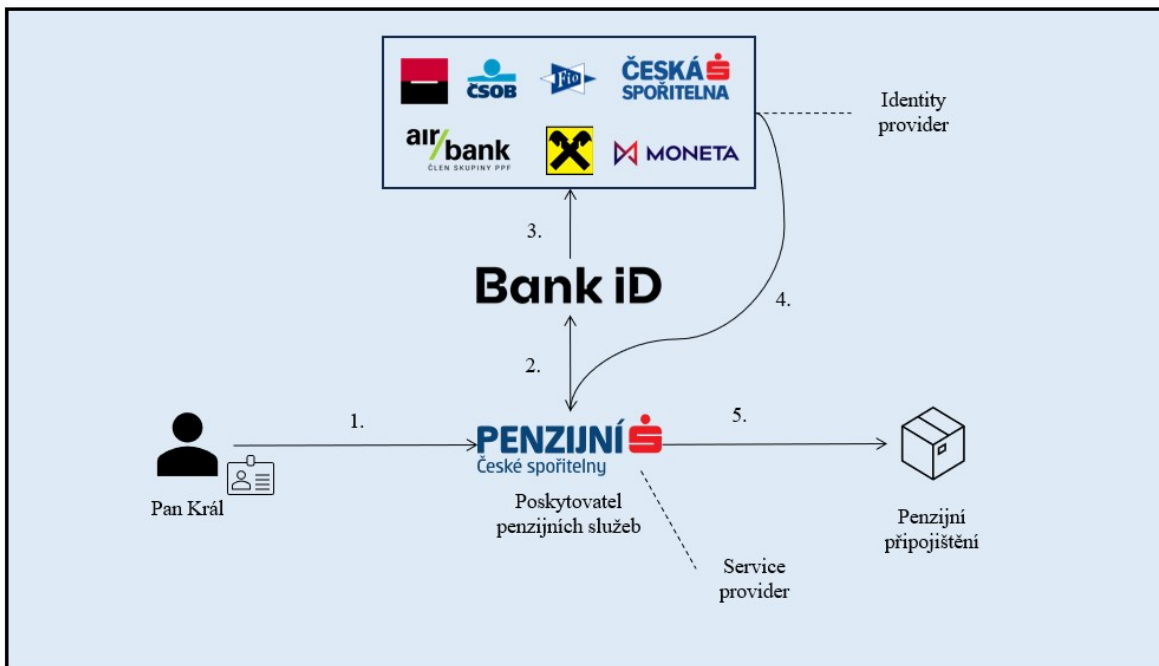 ČSOB
Fio
ČESKÁ
SPOŘITELNA
Identity
provider
air/bank
ČLEN SKUPINY PPF
MONETA
3.
Bank iD
4.
2.
1.
PENZIJNÍ
České spořitelny
5.
Pan Král
Poskytovatel
penzijních služeb
Penzijní
připojištění
Service
provider